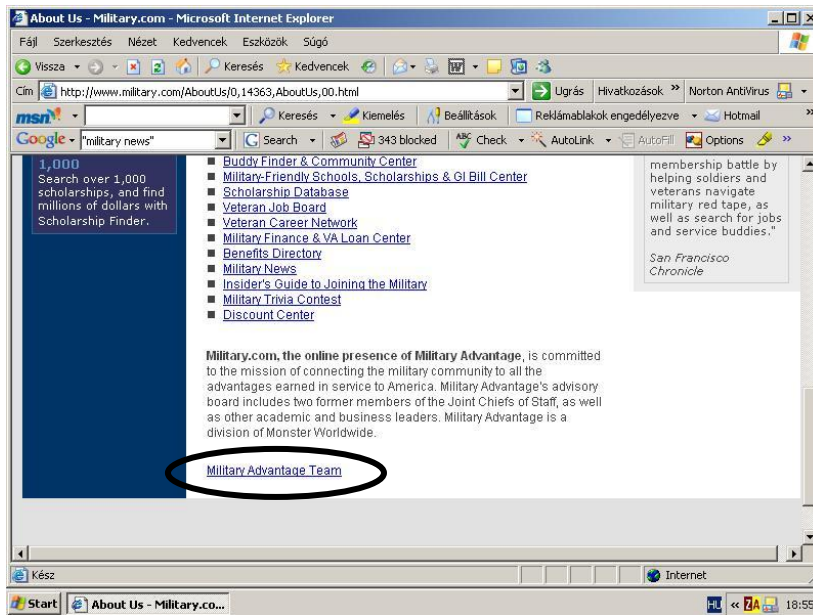 About Us - Military.com - Microsoft Internet Explorer
Fájl Szerkesztés Nézet Kedvencek Eszközök Súgó
Vissza Keresés Kedvencek
Cím http://www.military.com/AboutUs/0,14363,AboutUs,00.html Ugrás Hivatkozások » Norton AntiVirus
msn Keresés Kiemelés Beállítások Reklámablakok engedélyezve Hotmail »
Google "military news" Search 343 blocked Check AutoLink AutoFill Options »
1,000
Search over 1,000
scholarships, and find
millions of dollars with
Scholarship Finder.
Buddy Finder & Community Center
Military-Friendly Schools, Scholarships & GI Bill Center
Scholarship Database
Veteran Job Board
Veteran Career Network
Military Finance & VA Loan Center
Benefits Directory
Military News
Insider's Guide to Joining the Military
Military Trivia Contest
Discount Center
Military.com, the online presence of Military Advantage, is committed
to the mission of connecting the military community to all the
advantages earned in service to America. Military Advantage's advisory
board includes two former members of the Joint Chiefs of Staff, as well
as other academic and business leaders. Military Advantage is a
division of Monster Worldwide.
Military Advantage Team
membership battle by
helping soldiers and
veterans navigate
military red tape, as
well as search for jobs
and service buddies."
San Francisco
Chronicle
Kész Internet
Start About Us - Military.co... HU « 18:55